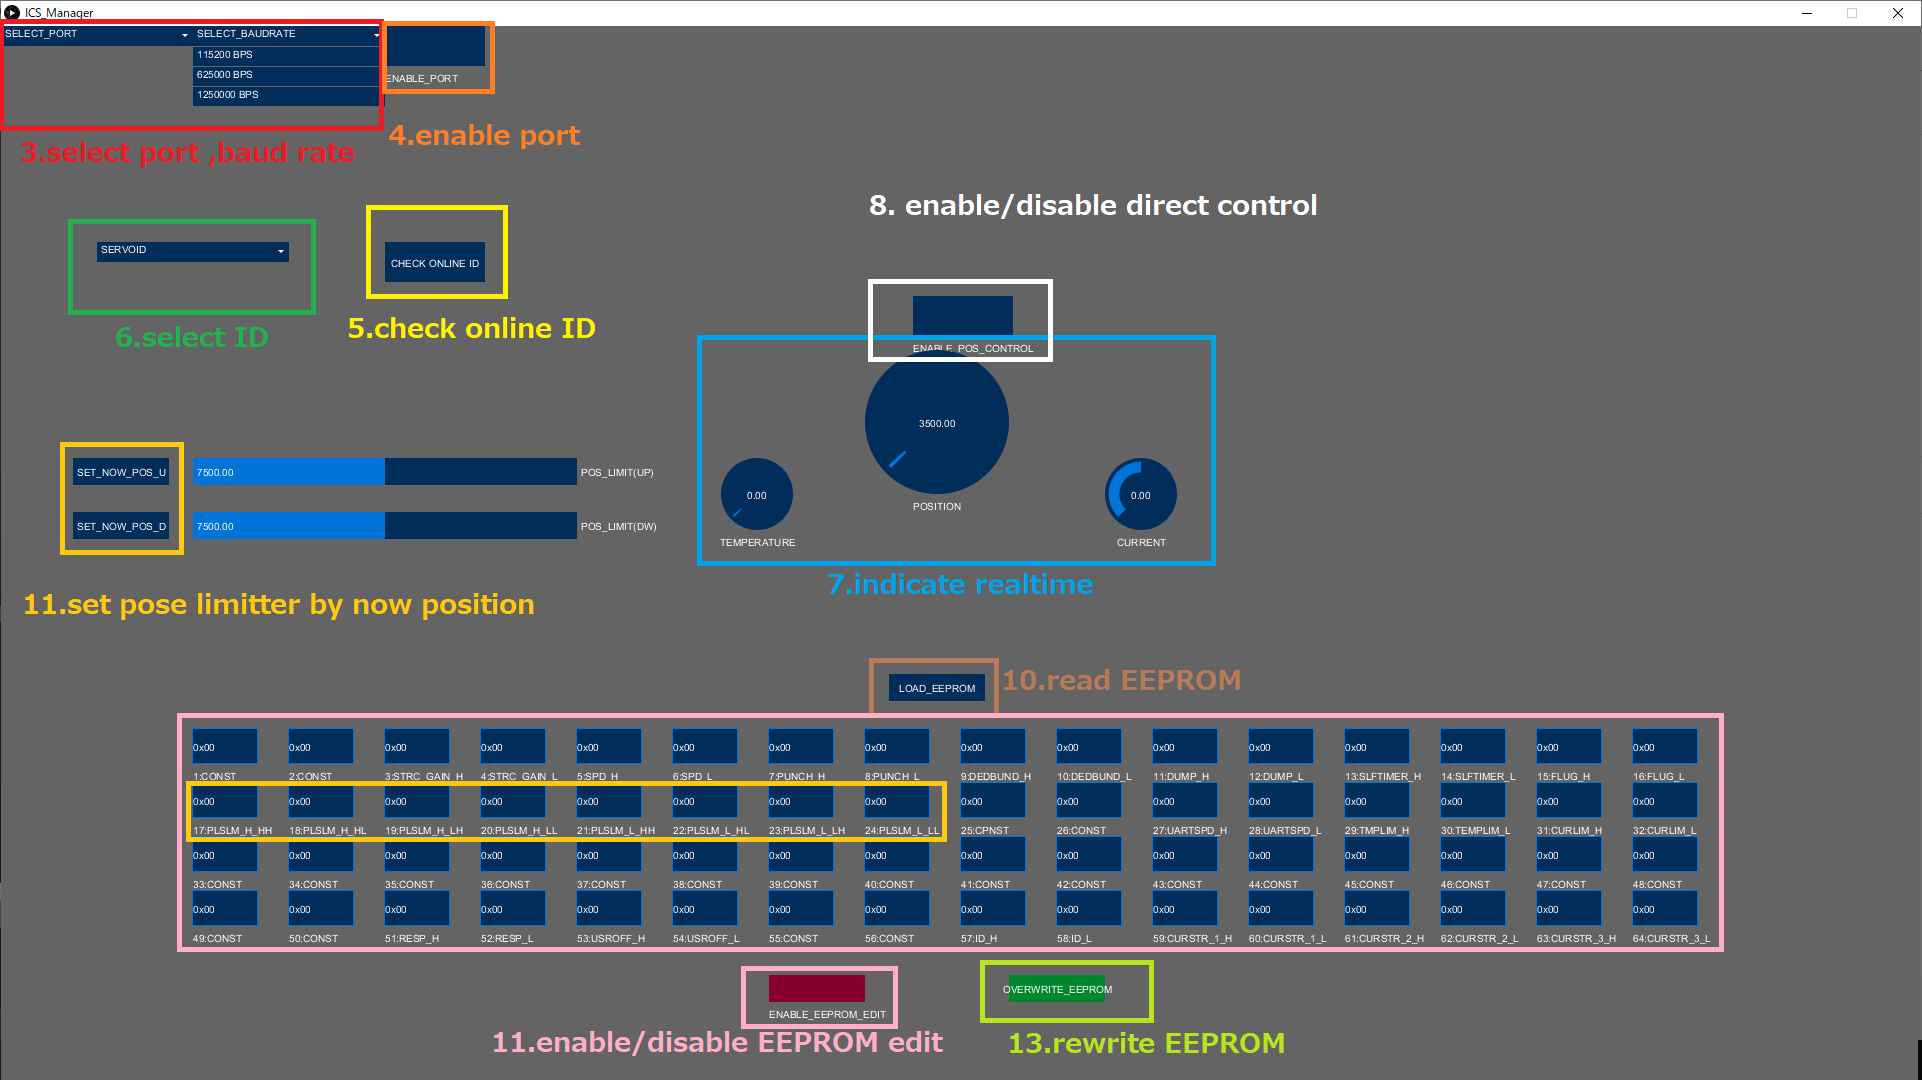 ICS_Manager
SELECT_PORT
SELECT_BAUDRATE
115200 BPS
625000 BPS
1250000 BPS
ENABLE_PORT
3.select port ,baud rate
4.enable port
SERVOID
CHECK ONLINE ID
6.select ID
5.check online ID
8. enable/disable direct control
ENABLE_POS_CONTROL
3500.00
POSITION
0.00
TEMPERATURE
0.00
CURRENT
7.indicate realtime
SET_NOW_POS_U
7500.00
POS_LIMIT(UP)
SET_NOW_POS_D
7500.00
POS_LIMIT(DW)
11.set pose limitter by now position
LOAD_EEPROM
10.read EEPROM
0x00 0x00 0x00 0x00 0x00 0x00 0x00 0x00 0x00 0x00 0x00 0x00 0x00 0x00 0x00 0x00
1:CONST 2:CONST 3:STRC_GAIN_H 4:STRC_GAIN_L 5:SPD_H 6:SPD_L 7:PUNCH_H 8:PUNCH_L 9:DEDBUND_H 10:DEDBUND_L 11:DUMP_H 12:DUMP_L 13:SLFTIMER_H 14:SLFTIMER_L 15:FLUG_H 16:FLUG_L
0x00 0x00 0x00 0x00 0x00 0x00 0x00 0x00 0x00 0x00 0x00 0x00 0x00 0x00 0x00 0x00
17:PLSLM_H_HH 18:PLSLM_H_HL 19:PLSLM_H_LH 20:PLSLM_H_LL 21:PLSLM_L_HH 22:PLSLM_L_HL 23:PLSLM_L_LH 24:PLSLM_L_LL 25:CPNST 26:CONST 27:UARTSPD_H 28:UARTSPD_L 29:TMPLIM_H 30:TEMPLIM_L 31:CURLIM_H 32:CURLIM_L
0x00 0x00 0x00 0x00 0x00 0x00 0x00 0x00 0x00 0x00 0x00 0x00 0x00 0x00 0x00 0x00
33:CONST 34:CONST 35:CONST 36:CONST 37:CONST 38:CONST 39:CONST 40:CONST 41:CONST 42:CONST 43:CONST 44:CONST 45:CONST 46:CONST 47:CONST 48:CONST
0x00 0x00 0x00 0x00 0x00 0x00 0x00 0x00 0x00 0x00 0x00 0x00 0x00 0x00 0x00 0x00
49:CONST 50:CONST 51:RESP_H 52:RESP_L 53:USROFF_H 54:USROFF_L 55:CONST 56:CONST 57:ID_H 58:ID_L 59:CURSTR_1_H 60:CURSTR_1_L 61:CURSTR_2_H 62:CURSTR_2_L 63:CURSTR_3_H 64:CURSTR_3_L
ENABLE_EEPROM_EDIT
OVERWRITE_EEPROM
11.enable/disable EEPROM edit
13.rewrite EEPROM